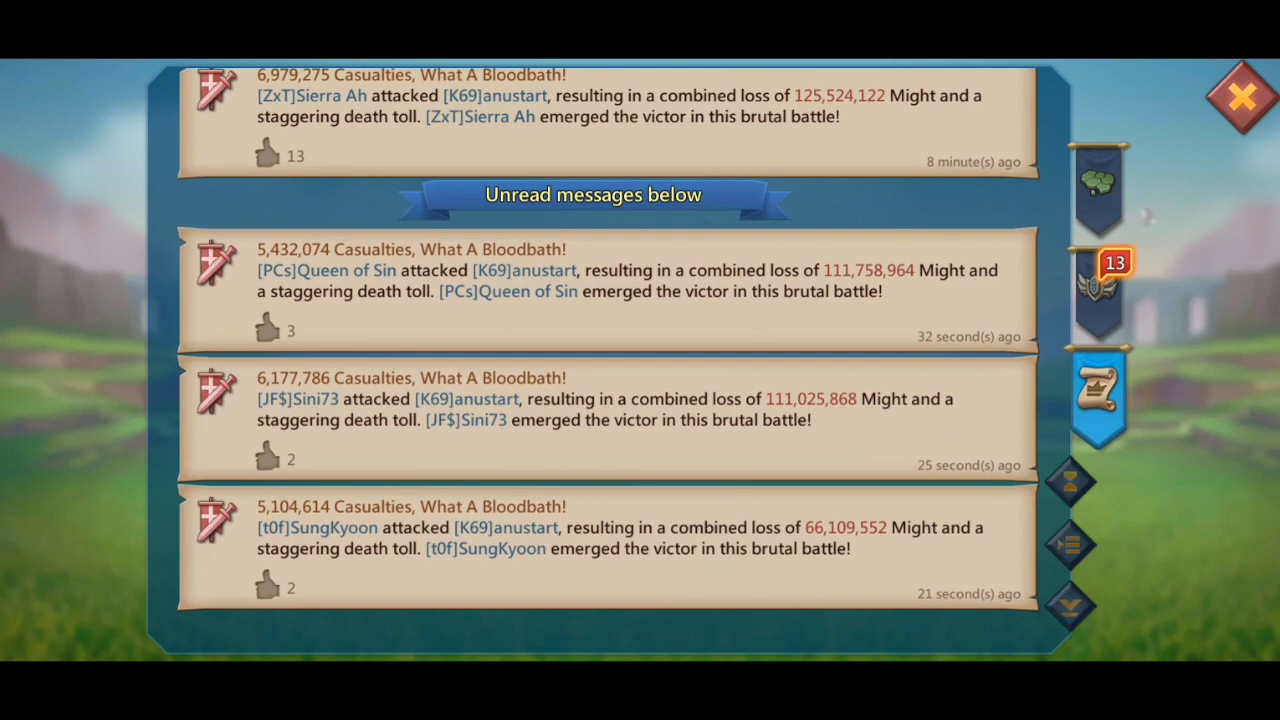 6,979,275 Casualties, What A Bloodbath!
[ZxT]Sierra Ah attacked [K69]anustart, resulting in a combined loss of 125,524,122 Might and a
staggering death toll. [ZxT]Sierra Ah emerged the victor in this brutal battle!
13
8 minute(s) ago
Unread messages below
5,432,074 Casualties, What A Bloodbath!
[PCs]Queen of Sin attacked [K69]anustart, resulting in a combined loss of 111,758,964 Might and
a staggering death toll. [PCs]Queen of Sin emerged the victor in this brutal battle!
13
3
32 second(s) ago
6,177,786 Casualties, What A Bloodbath!
[JF$]Sini73 attacked [K69]anustart, resulting in a combined loss of 111,025,868 Might and a
staggering death toll. [JF$]Sini73 emerged the victor in this brutal battle!
2
25 second(s) ago
5,104,614 Casualties, What A Bloodbath!
[t0f]SungKyoon attacked [K69]anustart, resulting in a combined loss of 66,109,552 Might and a
staggering death toll. [t0f]SungKyoon emerged the victor in this brutal battle!
2
21 second(s) ago